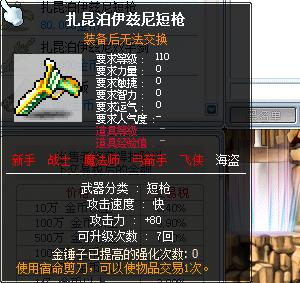 扎昆泊伊兹尼短枪
装备后无法交换
要求等级: 110
要求力量: 0
要求敏捷: 0
要求智力: 0
要求运气: 0
要求人气度: -
道具等级: -
道具经验值: -
新手 战士 魔法师 弓箭手 飞侠 海盗
武器分类 : 短枪
攻击速度 : 快
攻击力 : +80
可升级次数 : 7回
金锤子已提高的强化次数: 0
使用宿命剪刀，可以使物品交易1次。